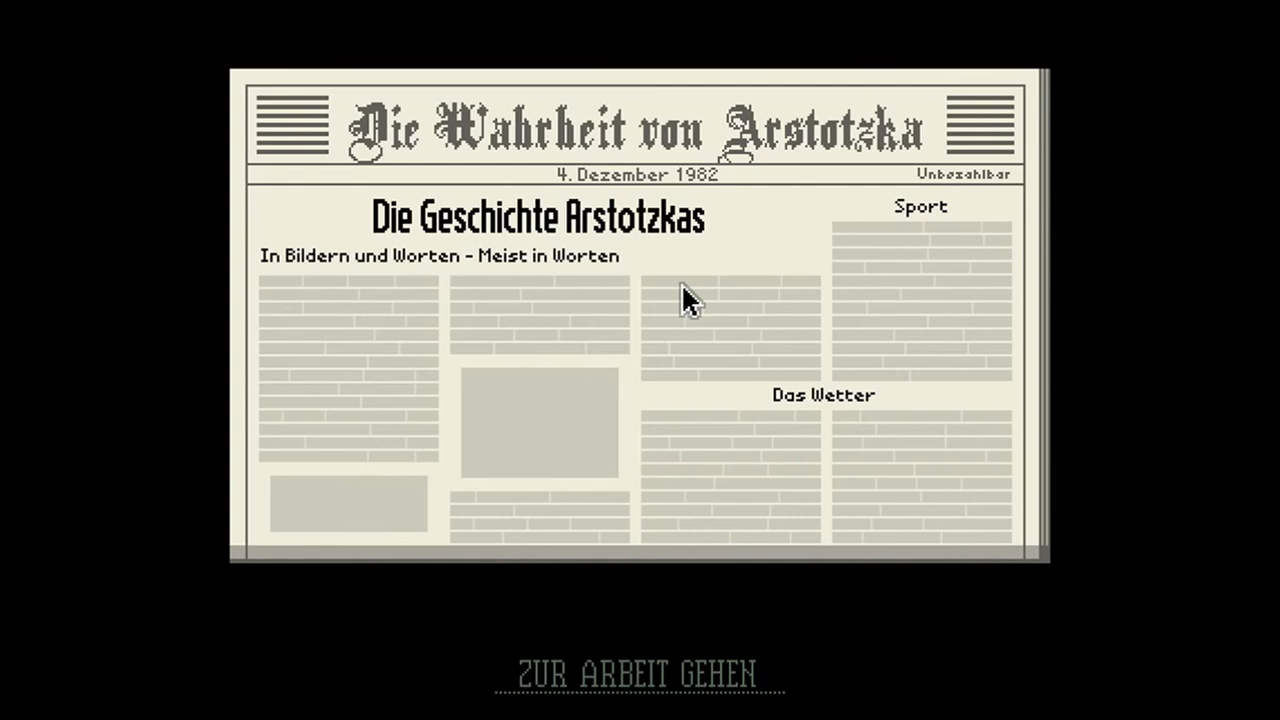 Die Wahrheit von Arstotzka
4. Dezember 1982
Unbezahlbar
Die Geschichte Arstotzkas
In Bildern und Worten - Meist in Worten
Sport
Das Wetter
ZUR ARBEIT GEHEN